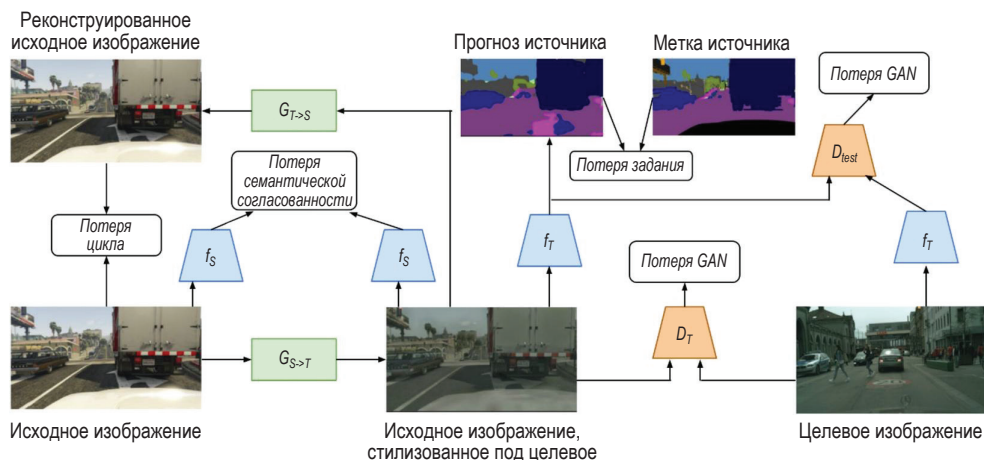 Реконструированное
исходное изображение
Прогноз источника
Метка источника
Потеря GAN
G_{T->S}
D_{test}
Потеря
семантической
согласованности
Потеря задания
Потеря
цикла
f_S
f_S
f_T
Потеря GAN
f_T
G_{S->T}
D_T
Исходное изображение
Исходное изображение,
стилизованное под целевое
Целевое изображение